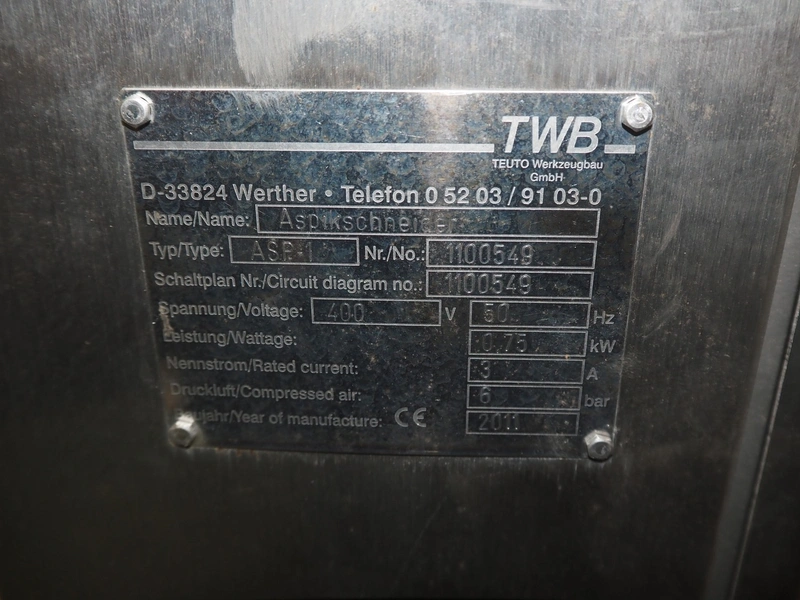 TWB
TEUTO Werkzeugbau
GmbH
D-33824 Werther • Telefon 0 52 03 / 91 03-0
Name/Name: Aspikschneider
Typ/Type: ASP-1 Nr./No.: 1100549
Schaltplan Nr./Circuit diagram no.: 1100549
Spannung/Voltage: 400 V 50 Hz
Leistung/Wattage: 0,75 kW
Nennstrom/Rated current: 3 A
Druckluft/Compressed air: 6 bar
Baujahr/Year of manufacture: CE 2011